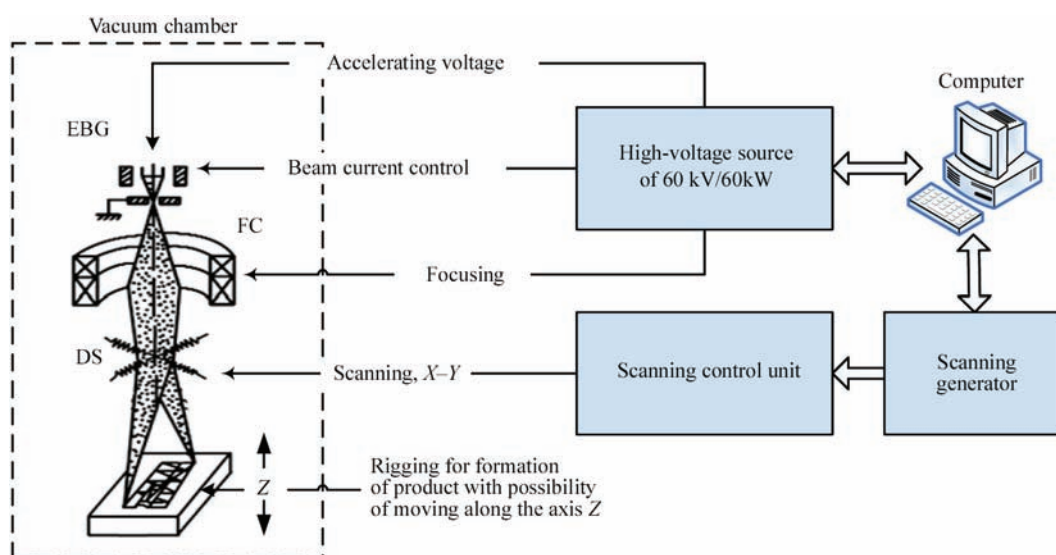 Vacuum chamber
Accelerating voltage
Computer
EBG
High-voltage source
of 60 kV/60kW
Beam current control
FC
Focusing
DS
Scanning, X–Y
Scanning control unit
Scanning
generator
Z
Rigging for formation
of product with possibility
of moving along the axis Z